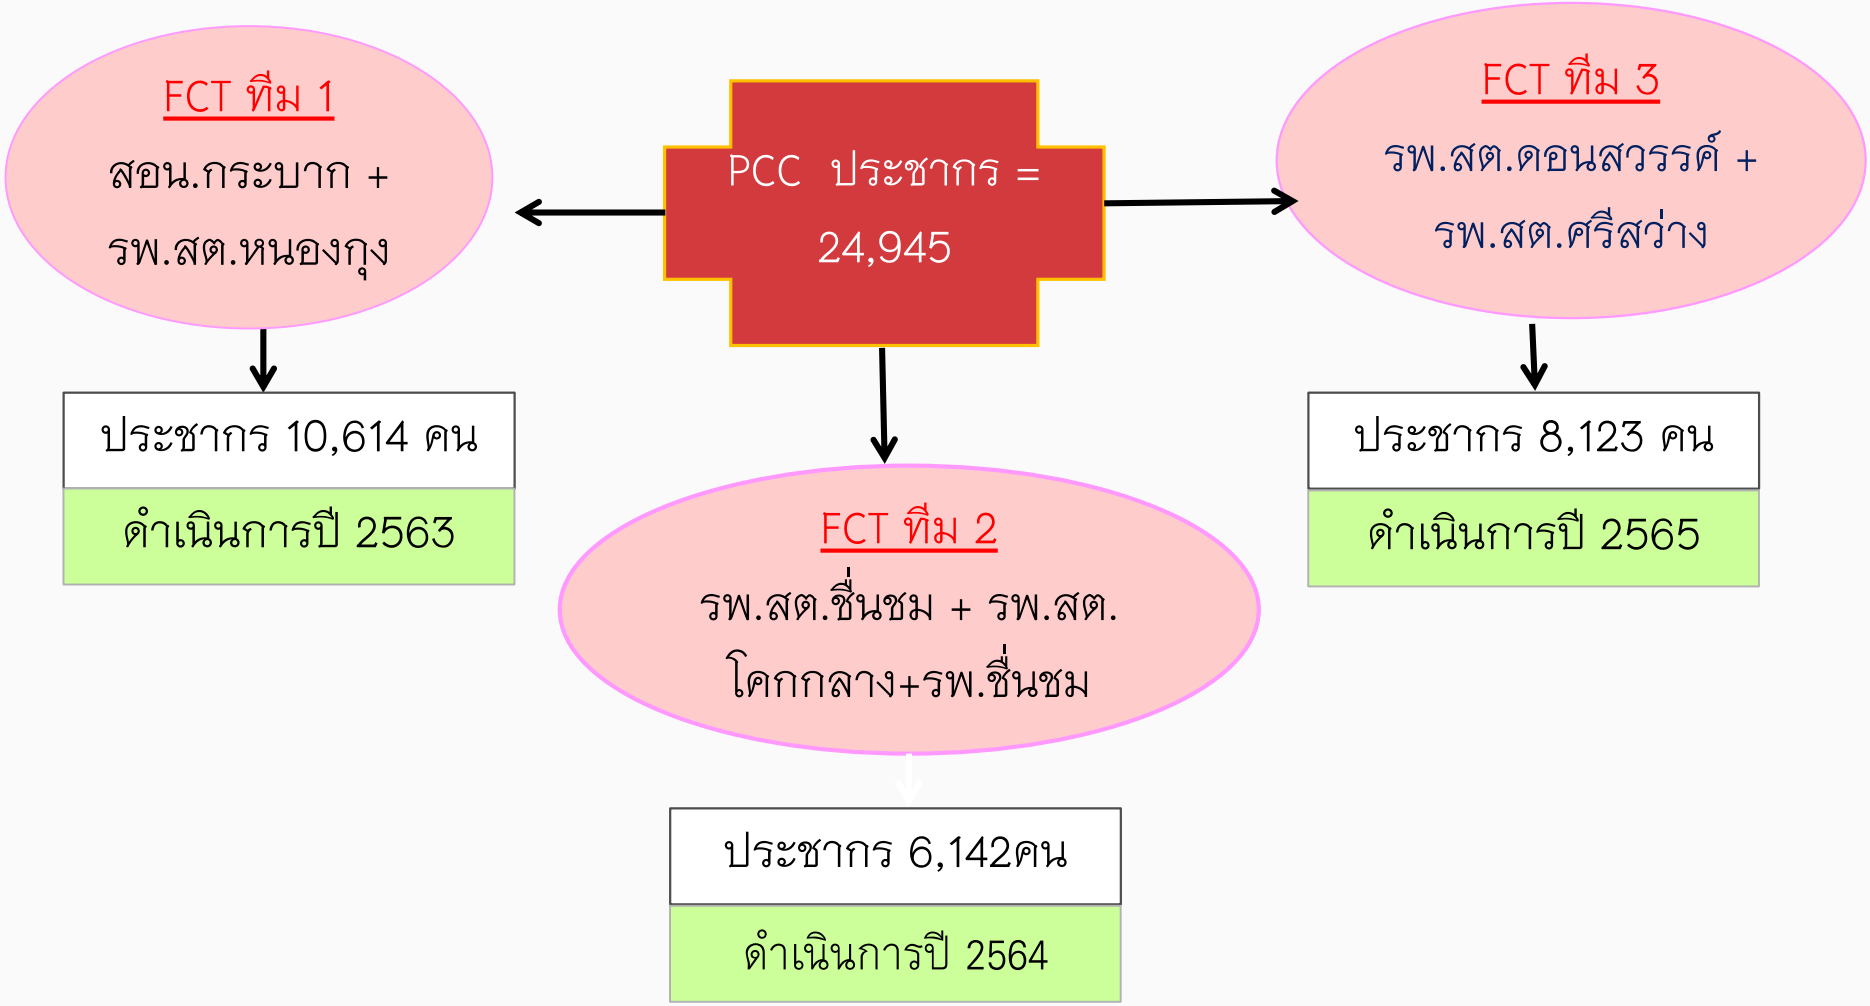 FCT ทีม 1
สอน.กระบาก +
รพ.สต.หนองกุง
ประชากร 10,614 คน
ดำเนินการปี 2563
PCC ประชากร =
24,945
FCT ทีม 2
รพ.สต.ชื่นชม + รพ.สต.
โคกกลาง+รพ.ชื่นชม
ประชากร 6,142คน
ดำเนินการปี 2564
FCT ทีม 3
รพ.สต.ดอนสวรรค์ +
รพ.สต.ศรีสว่าง
ประชากร 8,123 คน
ดำเนินการปี 2565